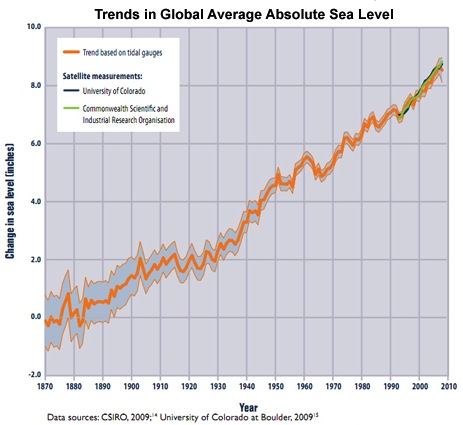 Trends in Global Average Absolute Sea Level
10.0
8.0
6.0
4.0
2.0
0.0
-2.0
Change in sea level (inches)
Trend based on tidal gauges
Satellite measurements:
University of Colorado
Commonwealth Scientific and
Industrial Research Organisation
1870 1880 1890 1900 1910 1920 1930 1940 1950 1960 1970 1980 1990 2000 2010
Year
Data sources: CSIRO, 2009;14 University of Colorado at Boulder, 200915